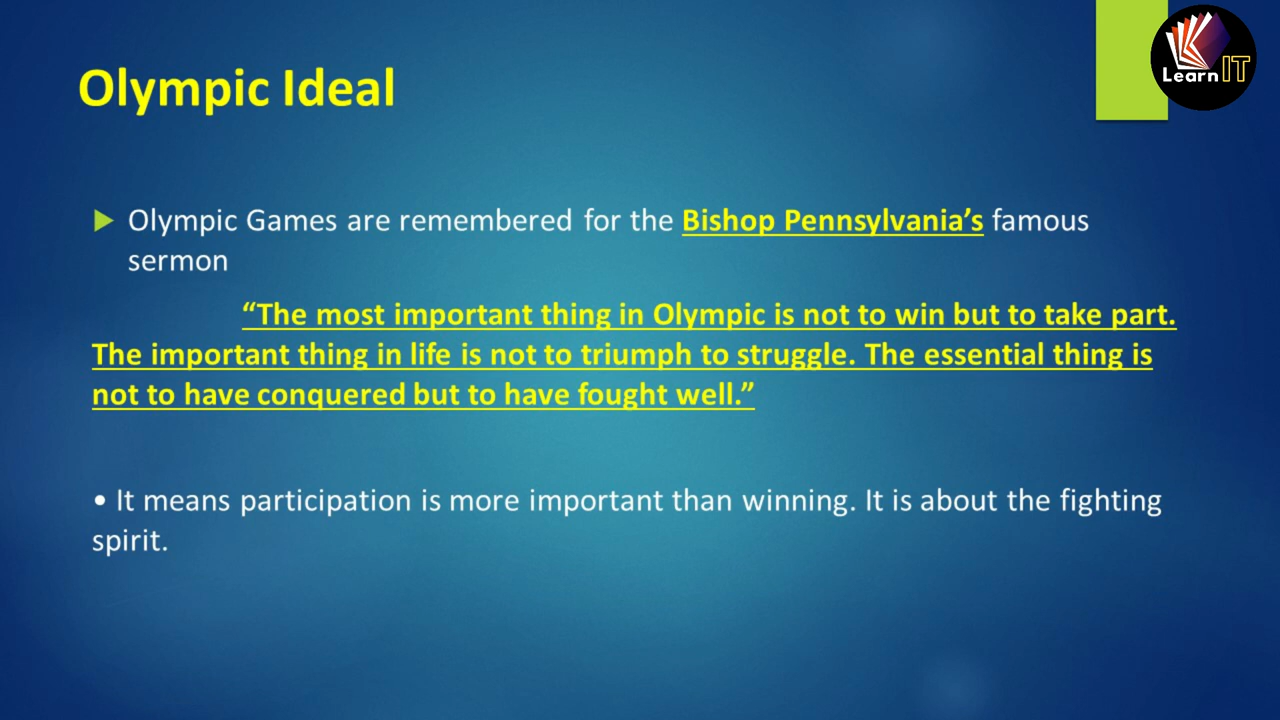 Learn IT
Olympic Ideal
Olympic Games are remembered for the Bishop Pennsylvania’s famous
sermon
“The most important thing in Olympic is not to win but to take part.
The important thing in life is not to triumph to struggle. The essential thing is
not to have conquered but to have fought well.”
• It means participation is more important than winning. It is about the fighting
spirit.